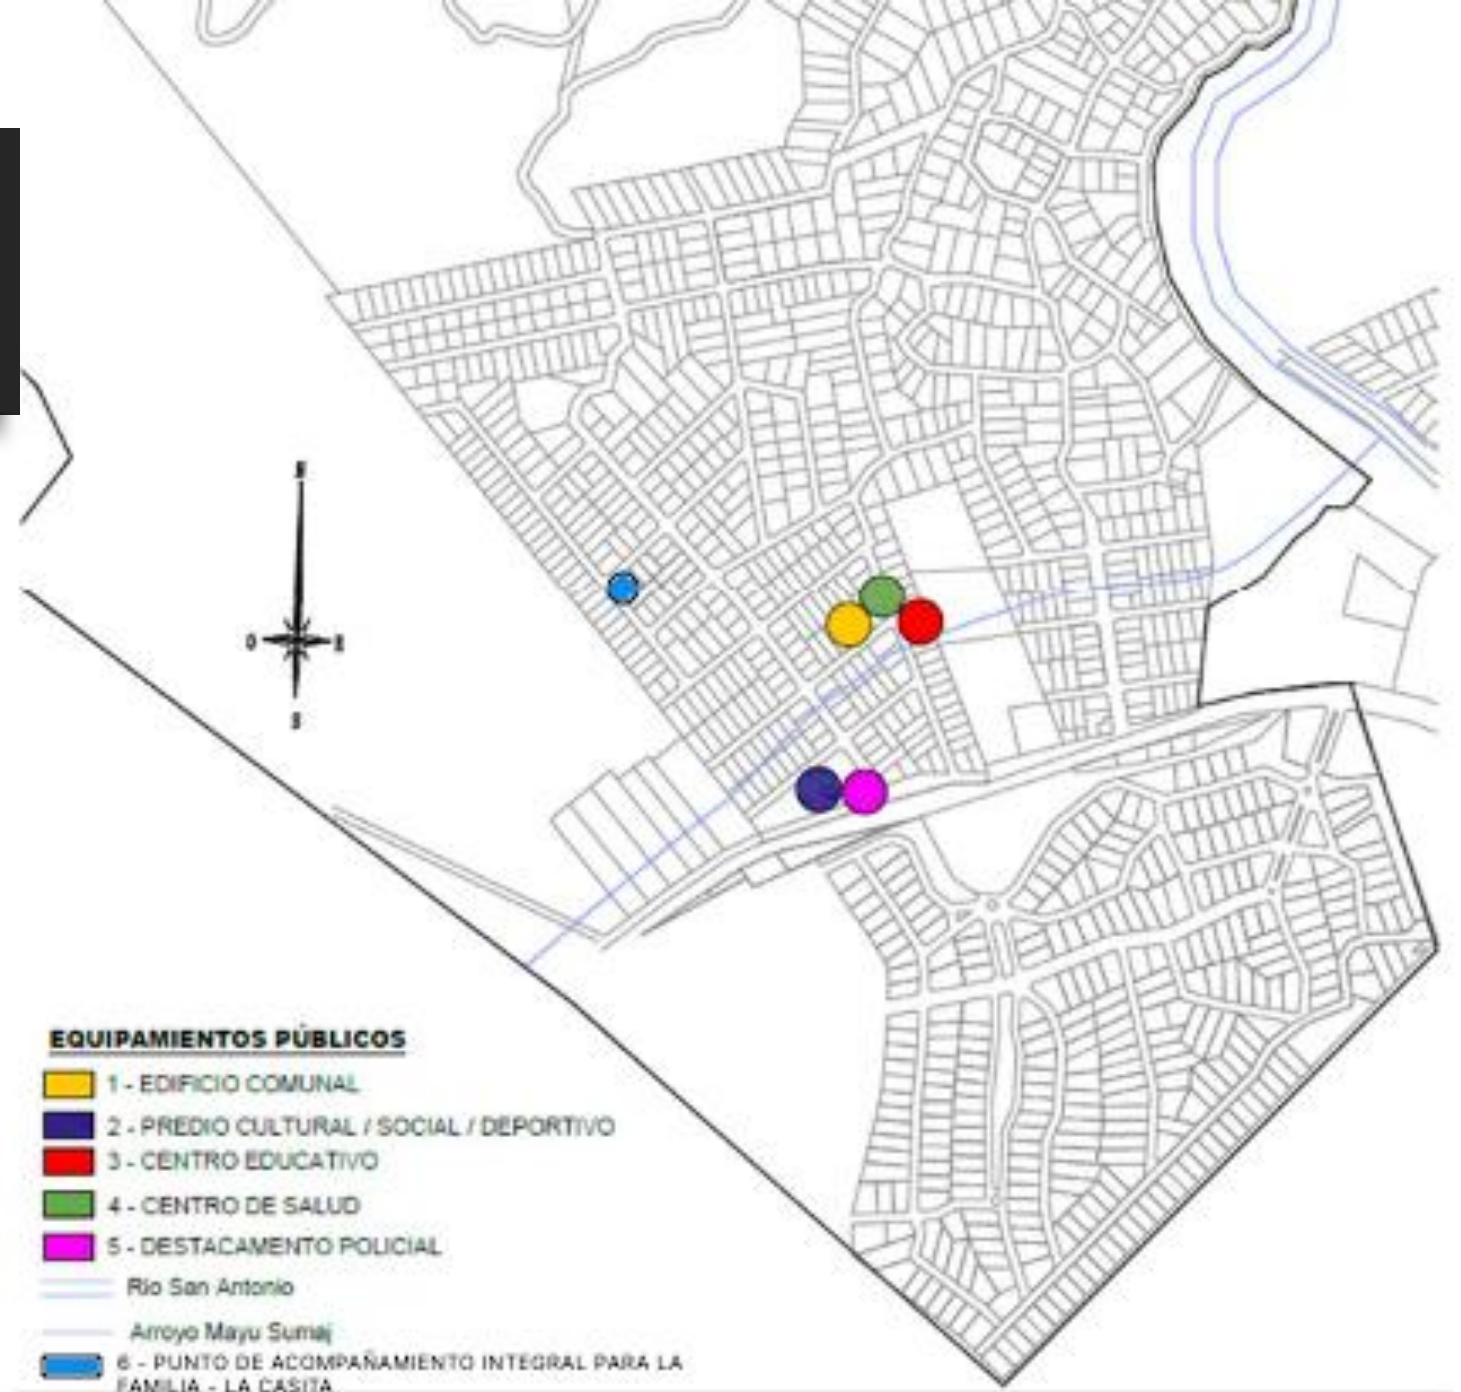 N
O
E
S
EQUIPAMIENTOS PÚBLICOS
1 - EDIFICIO COMUNAL
2 - PREDIO CULTURAL / SOCIAL / DEPORTIVO
3 - CENTRO EDUCATIVO
4 - CENTRO DE SALUD
5 - DESTACAMENTO POLICIAL
Rio San Antonio
Arroyo Mayu Sumaj
6 - PUNTO DE ACOMPAÑAMIENTO INTEGRAL PARA LA
FAMILIA - LA CASITA